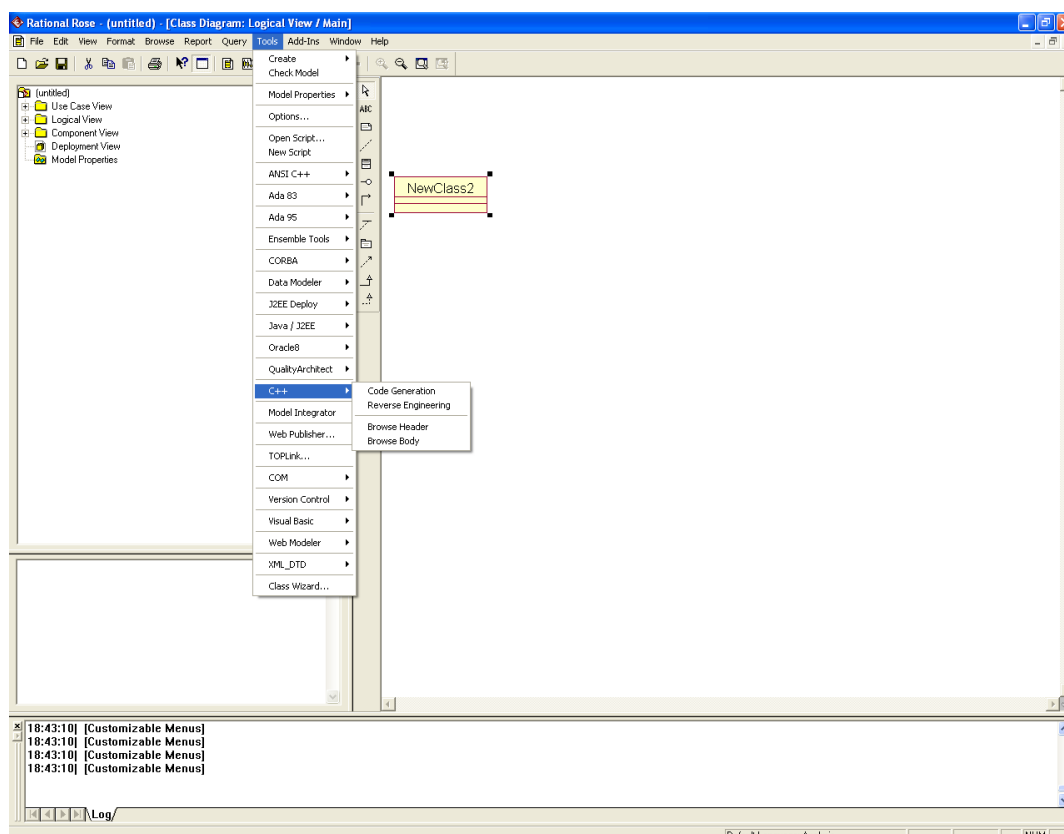 Rational Rose - (untitled) - [Class Diagram: Logical View / Main]
File Edit View Format Browse Report Query Tools Add-Ins Window Help
(untitled)
Use Case View
Logical View
Component View
Deployment View
Model Properties
Create
Check Model
Model Properties
Options...
Open Script...
New Script
ANSI C++
Ada 83
Ada 95
Ensemble Tools
CORBA
Data Modeler
J2EE Deploy
Java / J2EE
Oracle8
QualityArchitect
C++
Model Integrator
Web Publisher...
TOPLink...
COM
Version Control
Visual Basic
Web Modeler
XML_DTD
Class Wizard...
Code Generation
Reverse Engineering
Browse Header
Browse Body
ABC
NewClass2
18:43:10| [Customizable Menus]
18:43:10| [Customizable Menus]
18:43:10| [Customizable Menus]
18:43:10| [Customizable Menus]
Log